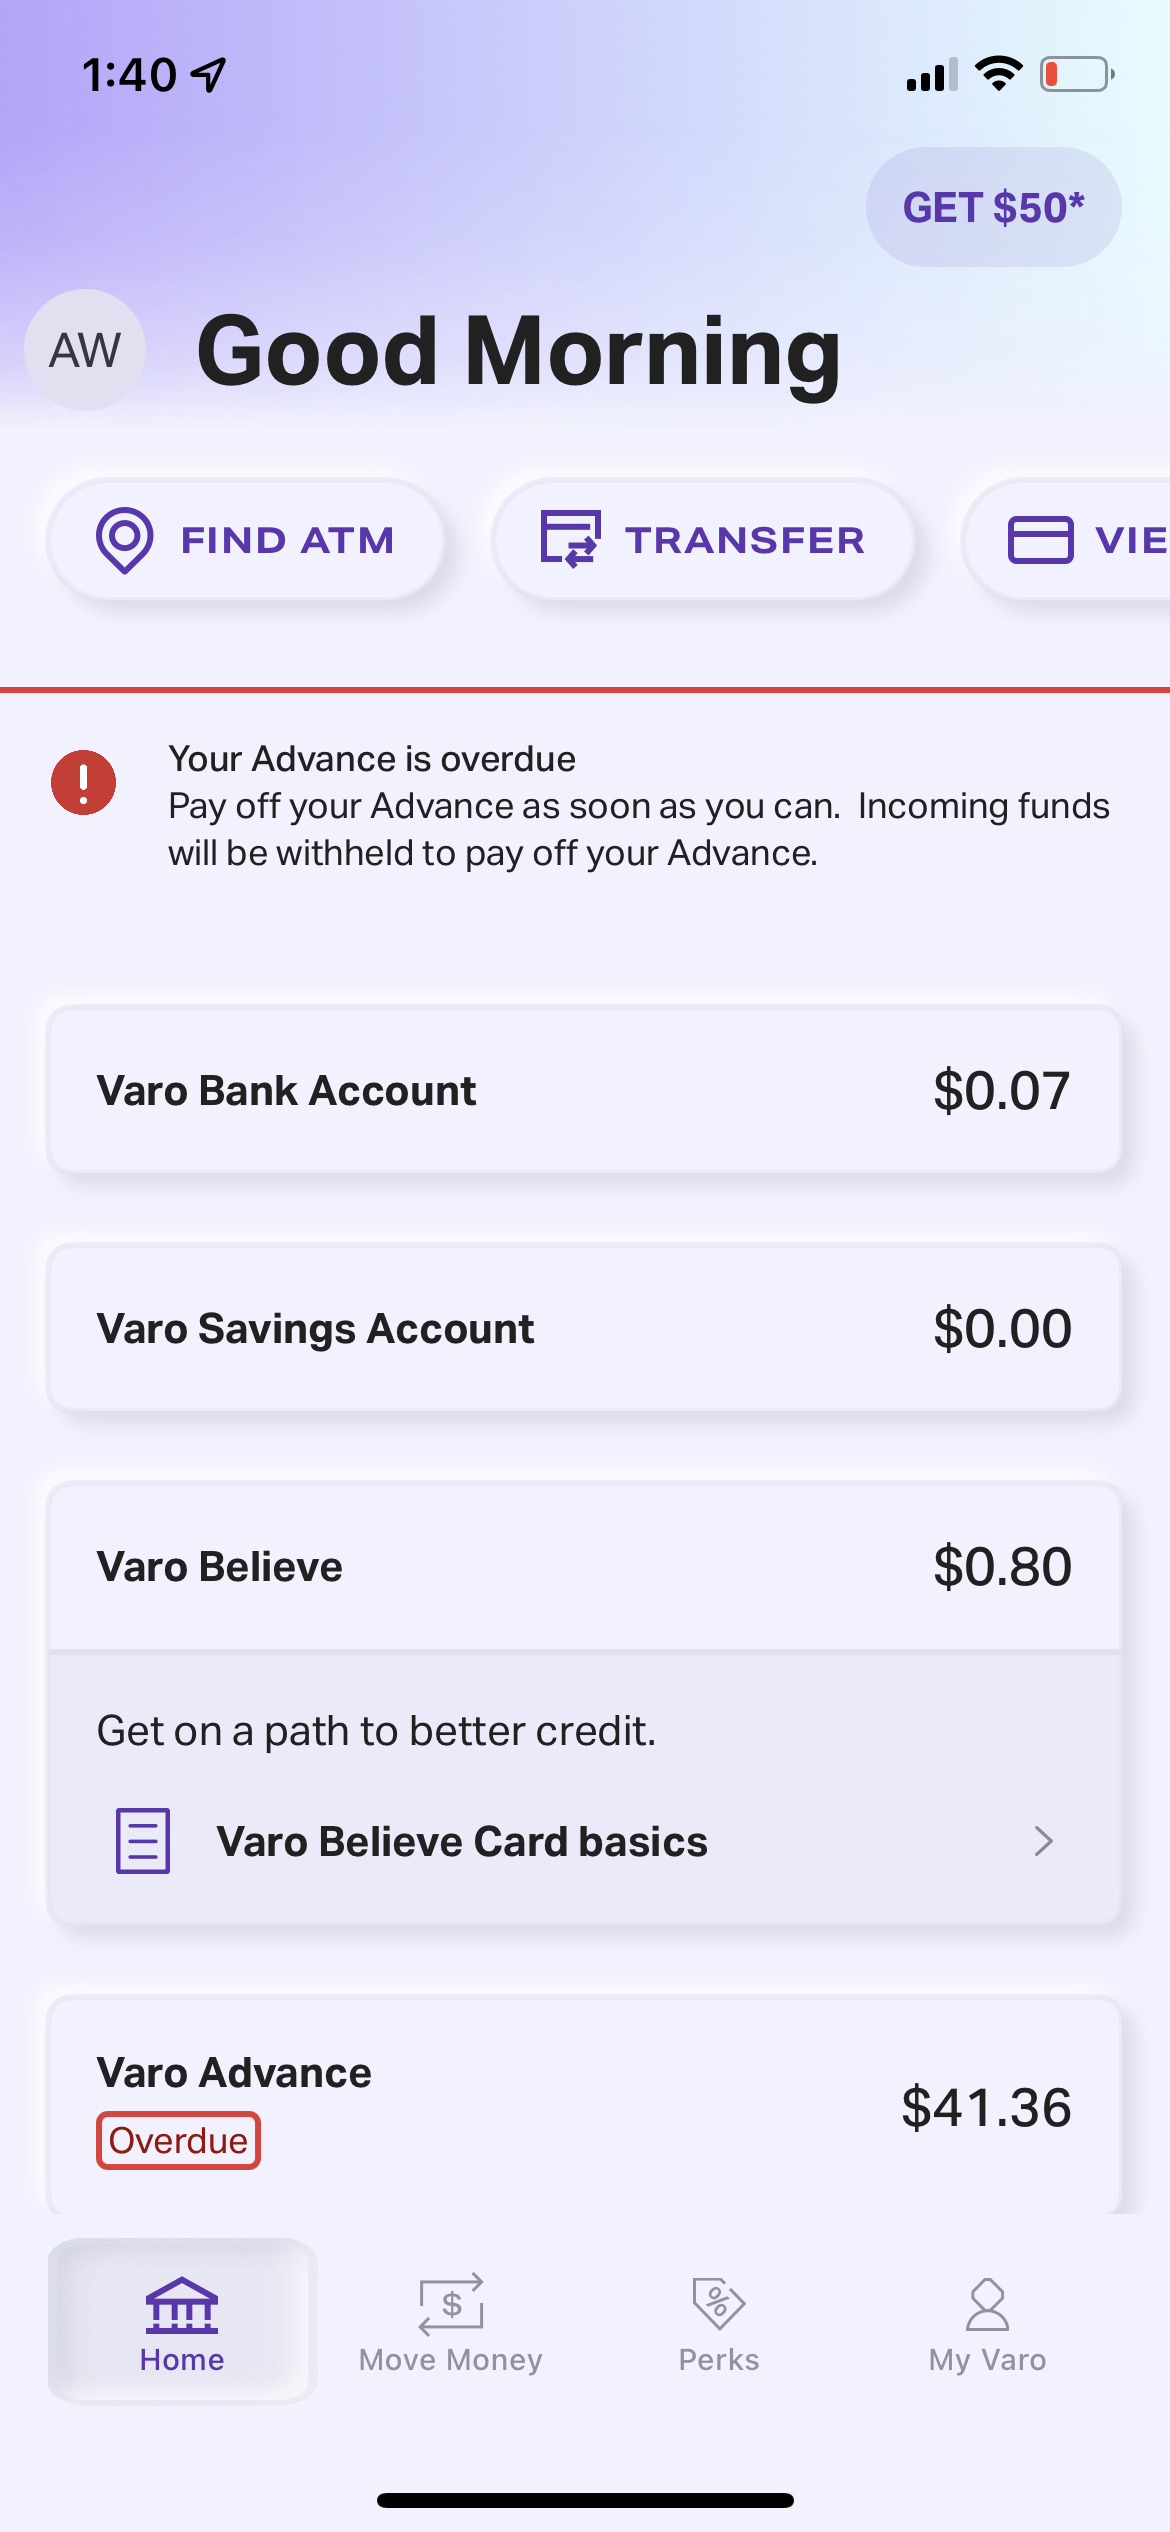 1:40
GET $50*
AW
Good Morning
FIND ATM
TRANSFER
VIE
Your Advance is overdue
Pay off your Advance as soon as you can.  Incoming funds
will be withheld to pay off your Advance.
Varo Bank Account
$0.07
Varo Savings Account
$0.00
Varo Believe
$0.80
Get on a path to better credit.
Varo Believe Card basics
Varo Advance
Overdue
$41.36
Home
Move Money
Perks
My Varo